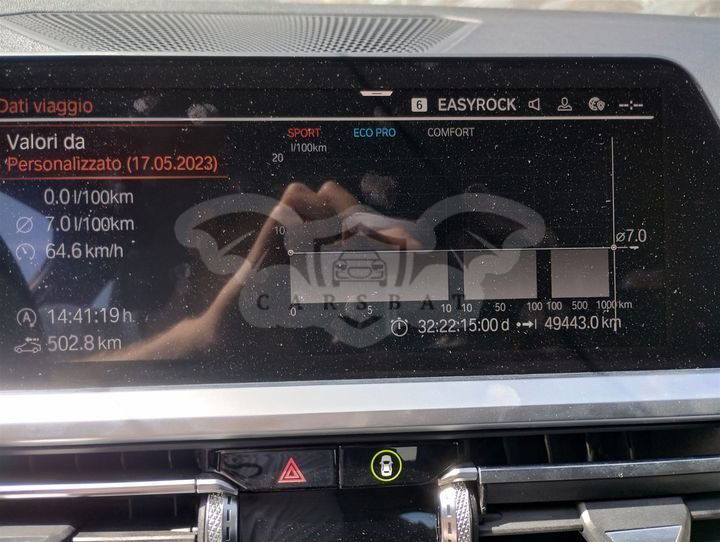 Dati viaggio
6 EASYROCK --:--
Valori da
Personalizzato (17.05.2023)
SPORT ECO PRO COMFORT
l/100km
20
0.0 l/100km
Ø 7.0 l/100km
64.6 km/h
10
ø7.0
CARSBAT
0 5 10 10 50 100 100 500 1000 km
14:41:19 h
32:22:15:00 d 49443.0 km
502.8 km